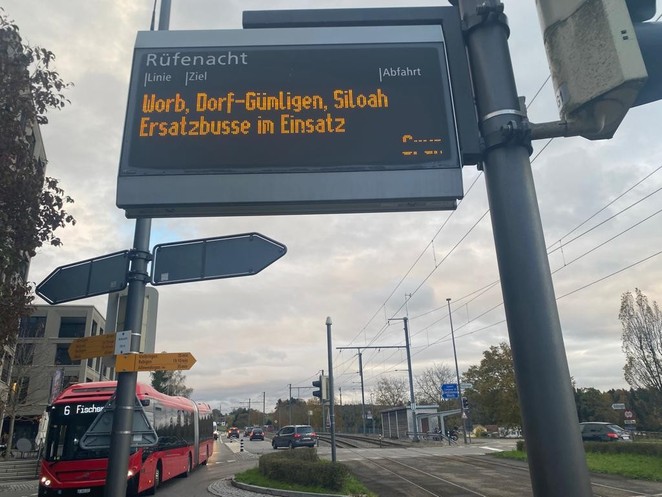 Rüfenacht
Linie Ziel Abfahrt
Worb, Dorf-Gümligen, Siloah
Ersatzbusse im Einsatz
6 Fischer